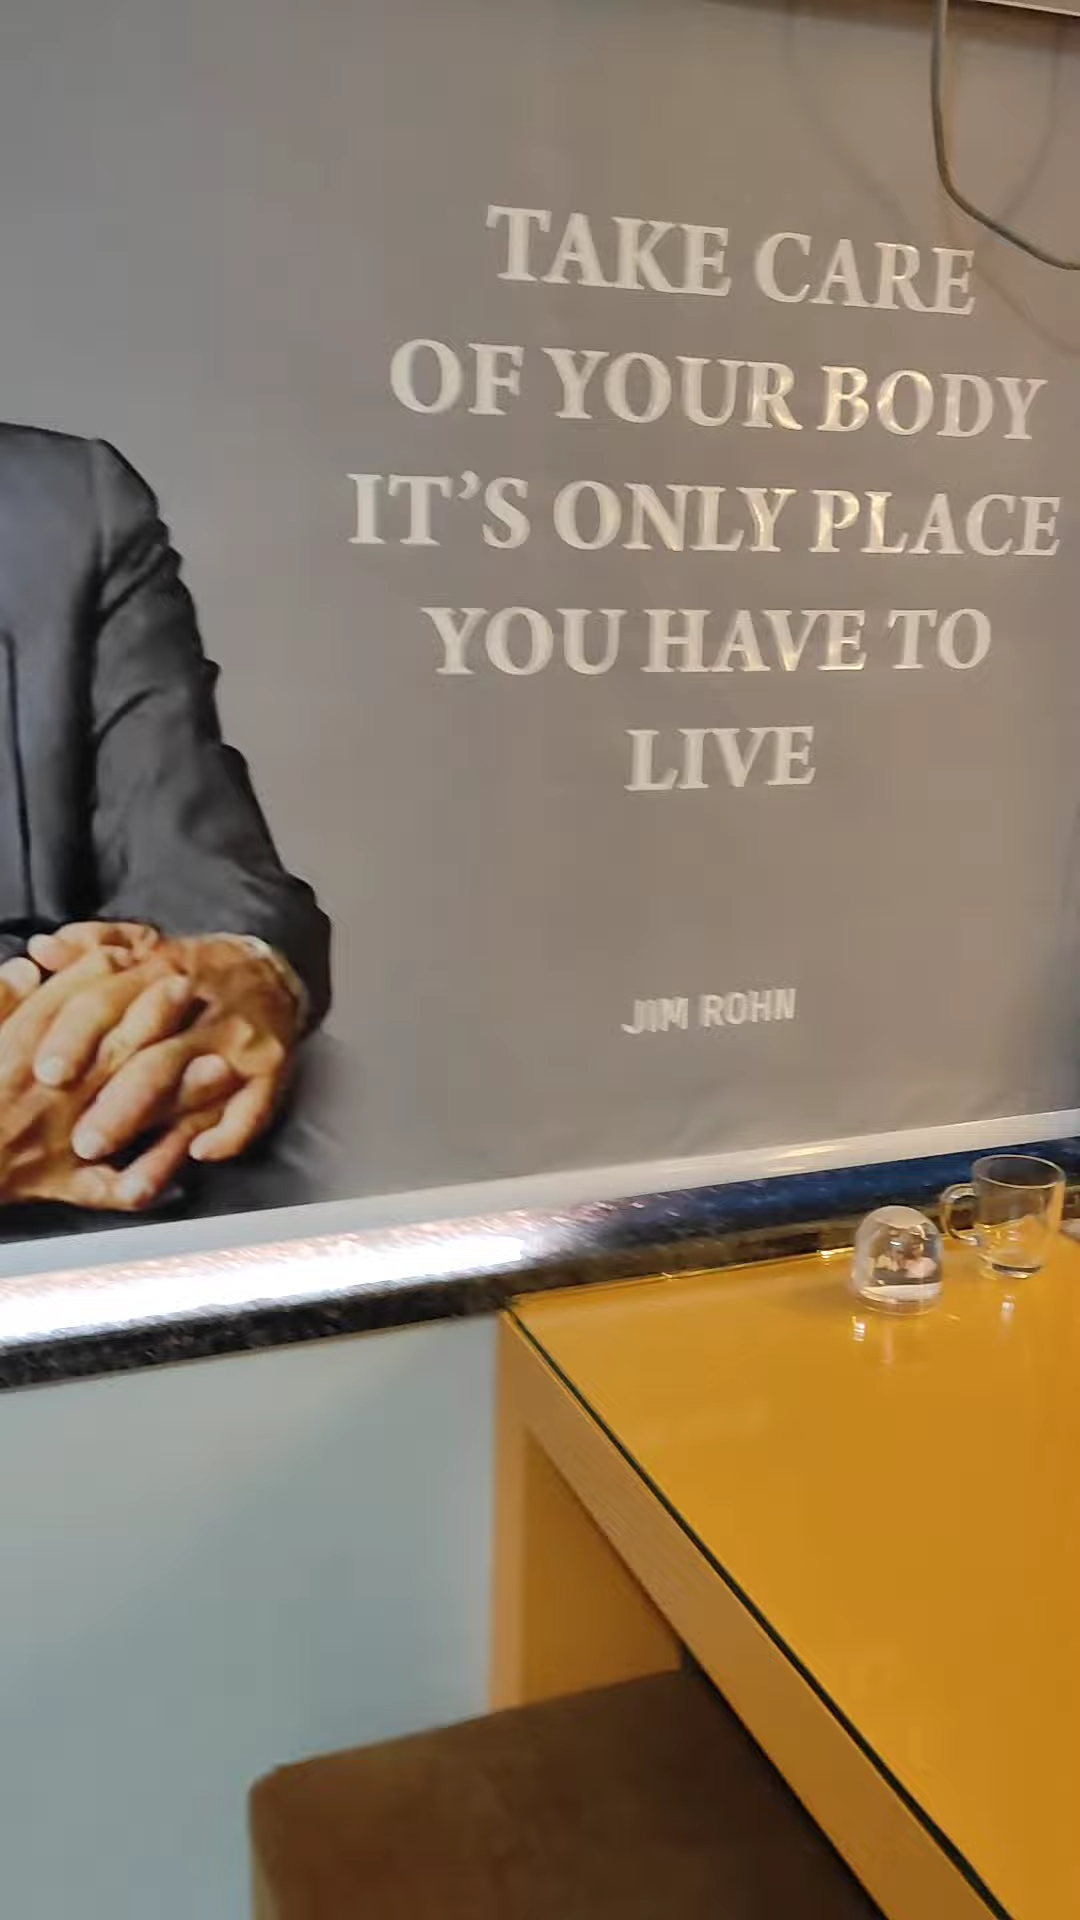 TAKE CARE
OF YOUR BODY
IT’S ONLY PLACE
YOU HAVE TO
LIVE
JIM ROHN